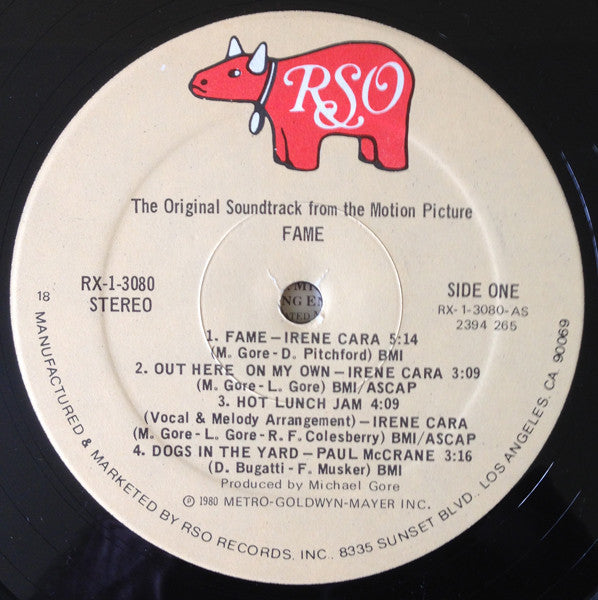 RSO
The Original Soundtrack from the Motion Picture
FAME
RX-1-3080
STEREO
SIDE ONE
RX-1-3080-AS
2394 265
18
1. FAME – IRENE CARA 5:14
(M. Gore - D. Pitchford) BMI
2. OUT HERE ON MY OWN – IRENE CARA 3:09
(M. Gore - L. Gore) BMI/ASCAP
3. HOT LUNCH JAM 4:09
(Vocal & Melody Arrangement) – IRENE CARA
(M. Gore - L. Gore - R. F. Colesberry) BMI/ASCAP
4. DOGS IN THE YARD – PAUL McCRANE 3:16
(D. Bugatti - F. Musker) BMI
Produced by Michael Gore
℗ 1980 METRO-GOLDWYN-MAYER INC.
MANUFACTURED & MARKETED BY RSO RECORDS, INC., 8335 SUNSET BLVD., LOS ANGELES, CA. 90069